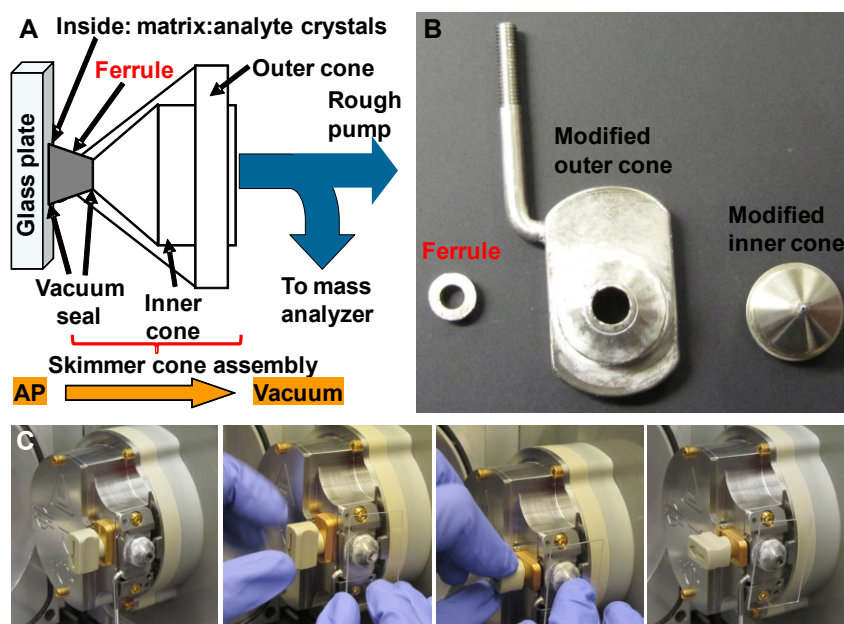 A
Inside: matrix:analyte crystals
Ferrule
Outer cone
Rough
pump
Glass plate
Vacuum
seal
Inner
cone
To mass
analyzer
Skimmer cone assembly
AP
Vacuum
B
Modified
outer cone
Modified
inner cone
Ferrule
C